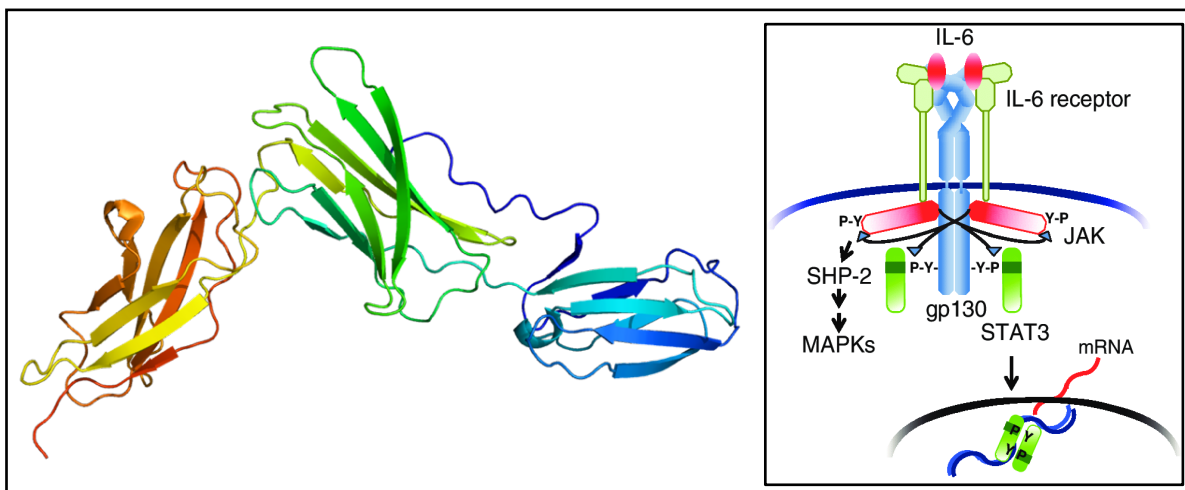 IL-6
IL-6 receptor
P-Y
Y-P
JAK
P-Y-
-Y-P
SHP-2
gp130
STAT3
MAPKs
mRNA
P Y
Y P